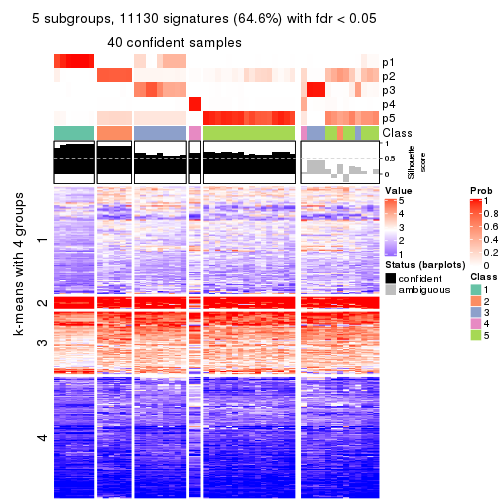 5 subgroups, 11130 signatures (64.6%) with fdr < 0.05
40 confident samples
p1
p2
p3
p4
p5
Class
1
0.5
0
Silhouette
score
k-means with 4 groups
1
2
3
4
Value
5
4
3
2
1
Status (barplots)
confident
ambiguous
Prob
1
0.8
0.6
0.4
0.2
0
Class
1
2
3
4
5